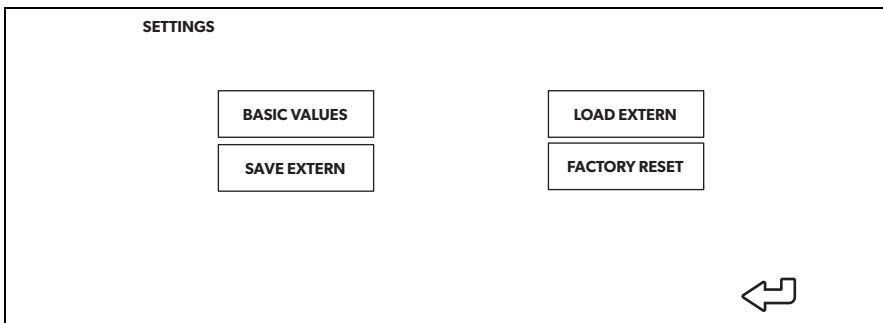 SETTINGS
BASIC VALUES
LOAD EXTERN
SAVE EXTERN
FACTORY RESET